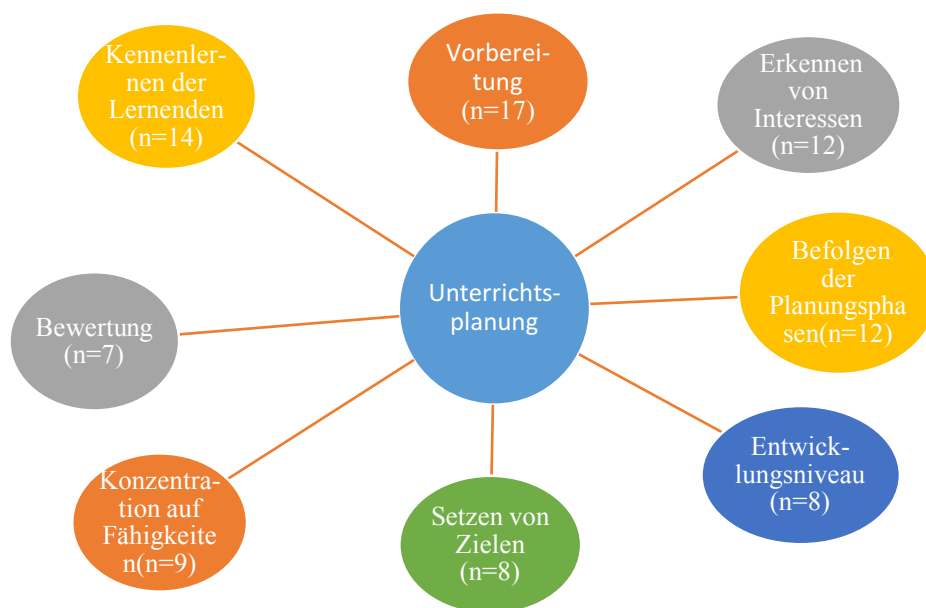 Kennenler-
nen der
Lernenden
(n=14)
Vorberei-
tung
(n=17)
Erkennen
von
Interessen
(n=12)
Unterrichts-
planung
Befolgen
der
Planungspha
sen(n=12)
Bewertung
(n=7)
Entwick-
lungsniveau
(n=8)
Konzentra-
tion auf
Fähigkeite
n(n=9)
Setzen von
Zielen
(n=8)